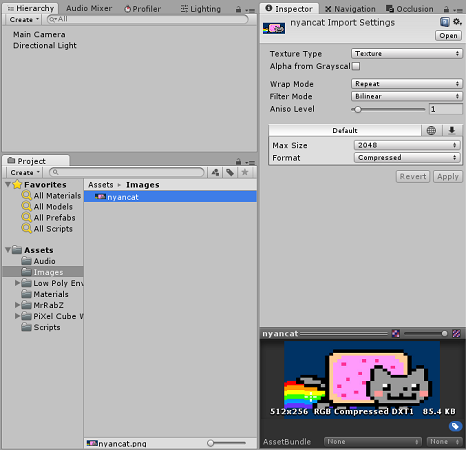 Hierarchy Audio Mixer Profiler Lighting
Create All
Main Camera
Directional Light
Project
Create
Favorites
All Materials
All Models
All Prefabs
All Scripts
Assets
Audio
Images
Low Poly Env
Materials
MrRabZ
PiXel Cube W
Scripts
Assets Images
nyancat
nyancat.png
Inspector Navigation Occlusion
nyancat Import Settings
Open
Texture Type Texture
Alpha from Grayscal
Wrap Mode Repeat
Filter Mode Bilinear
Aniso Level 1
Default
Max Size 2048
Format Compressed
Revert Apply
nyancat
512x256 RGB Compressed DXT1 85.4 KB
AssetBundle None None